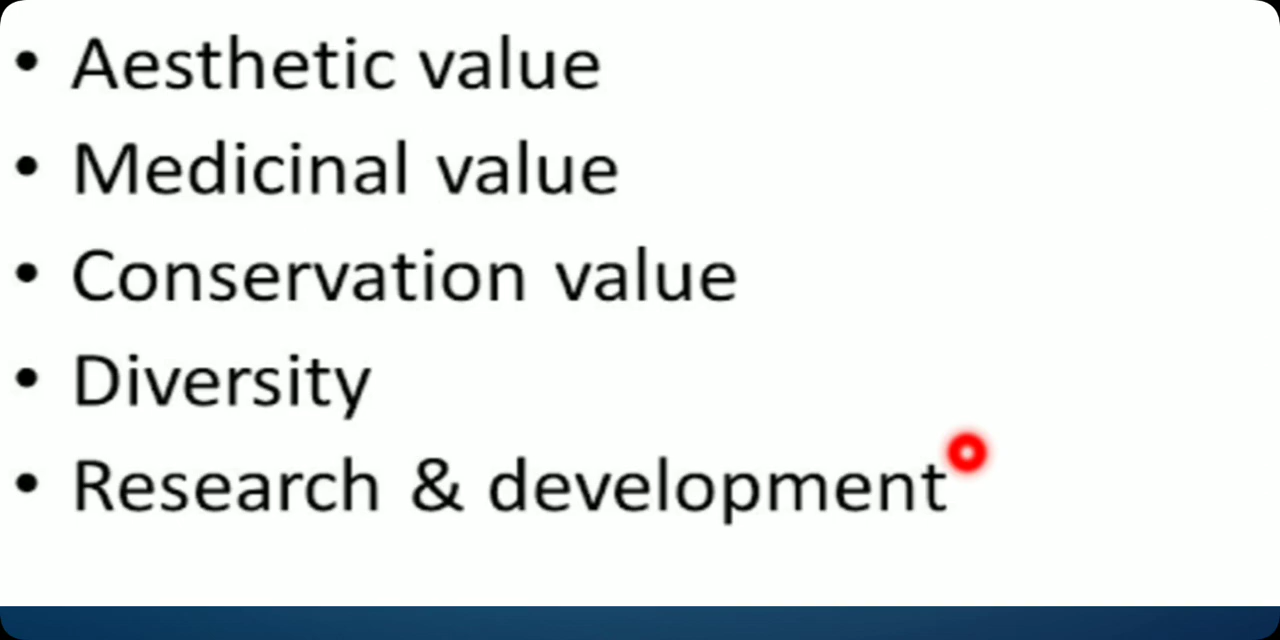 • Aesthetic value
• Medicinal value
• Conservation value
• Diversity
• Research & development